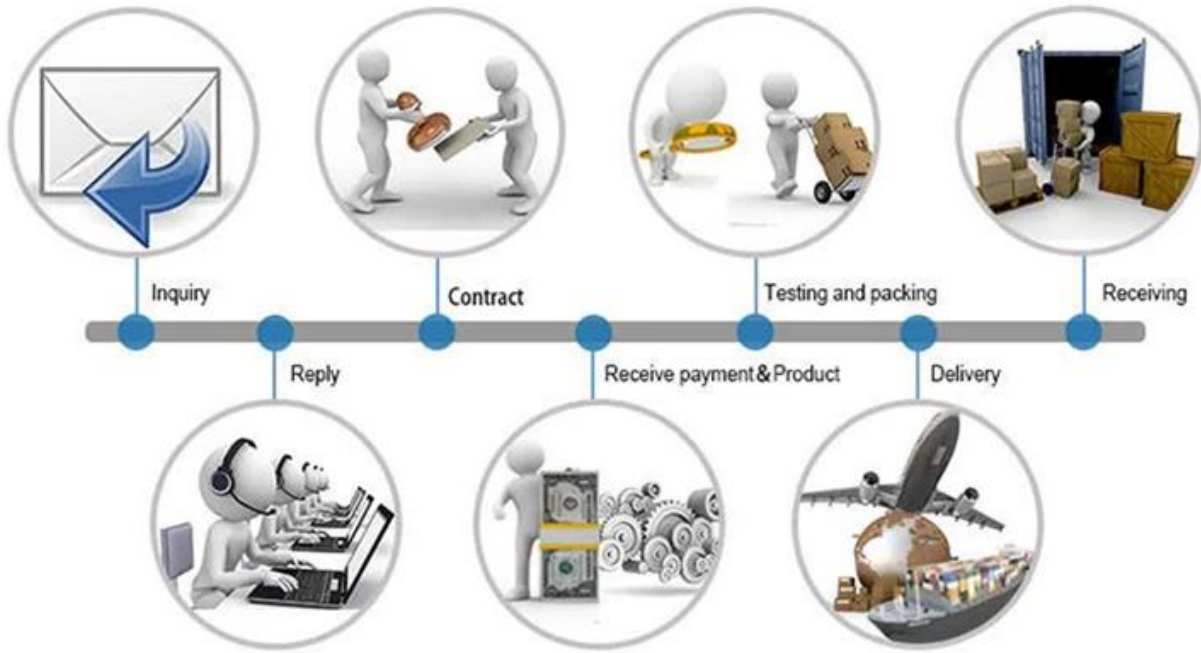 Inquiry
Contract
Testing and packing
Receiving
Reply
Receive payment&Product
Delivery